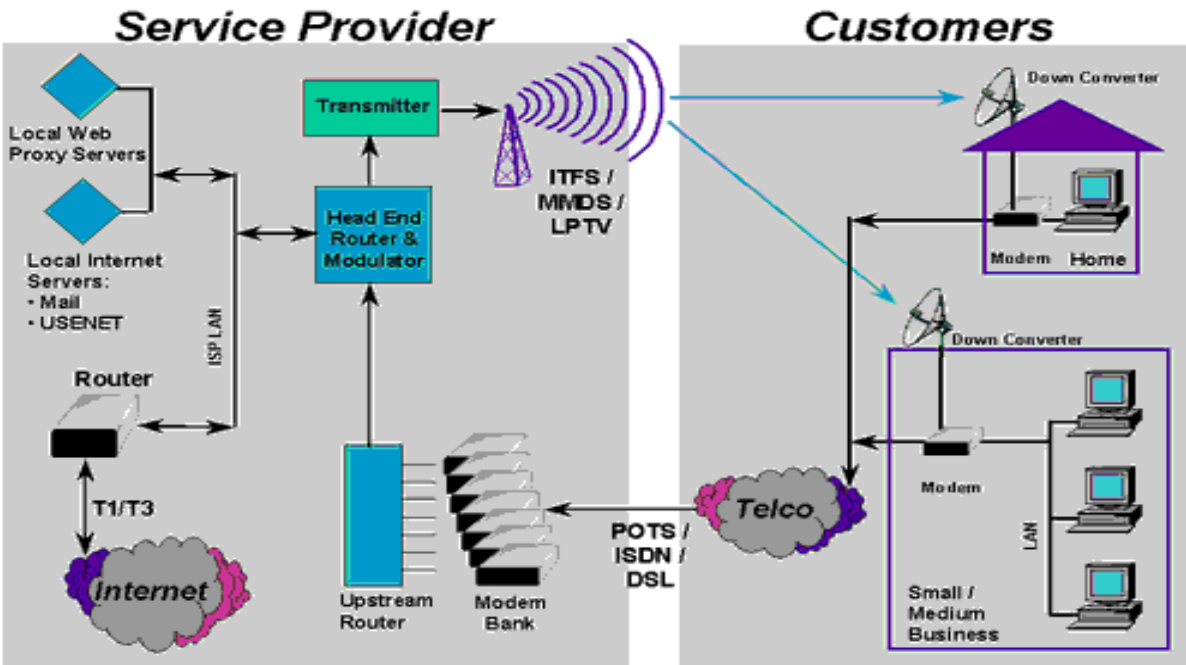 Service Provider
Customers
Local Web
Proxy Servers
Local Internet
Servers:
• Mail
• USENET
ISP LAN
Router
T1/T3
Internet
Transmitter
Head End
Router &
Modulator
ITFS /
MMDS /
LPTV
Upstream
Router
Modem
Bank
POTS /
ISDN /
DSL
Telco
Down Converter
Modem
Home
Down Converter
Modem
LAN
Small /
Medium
Business